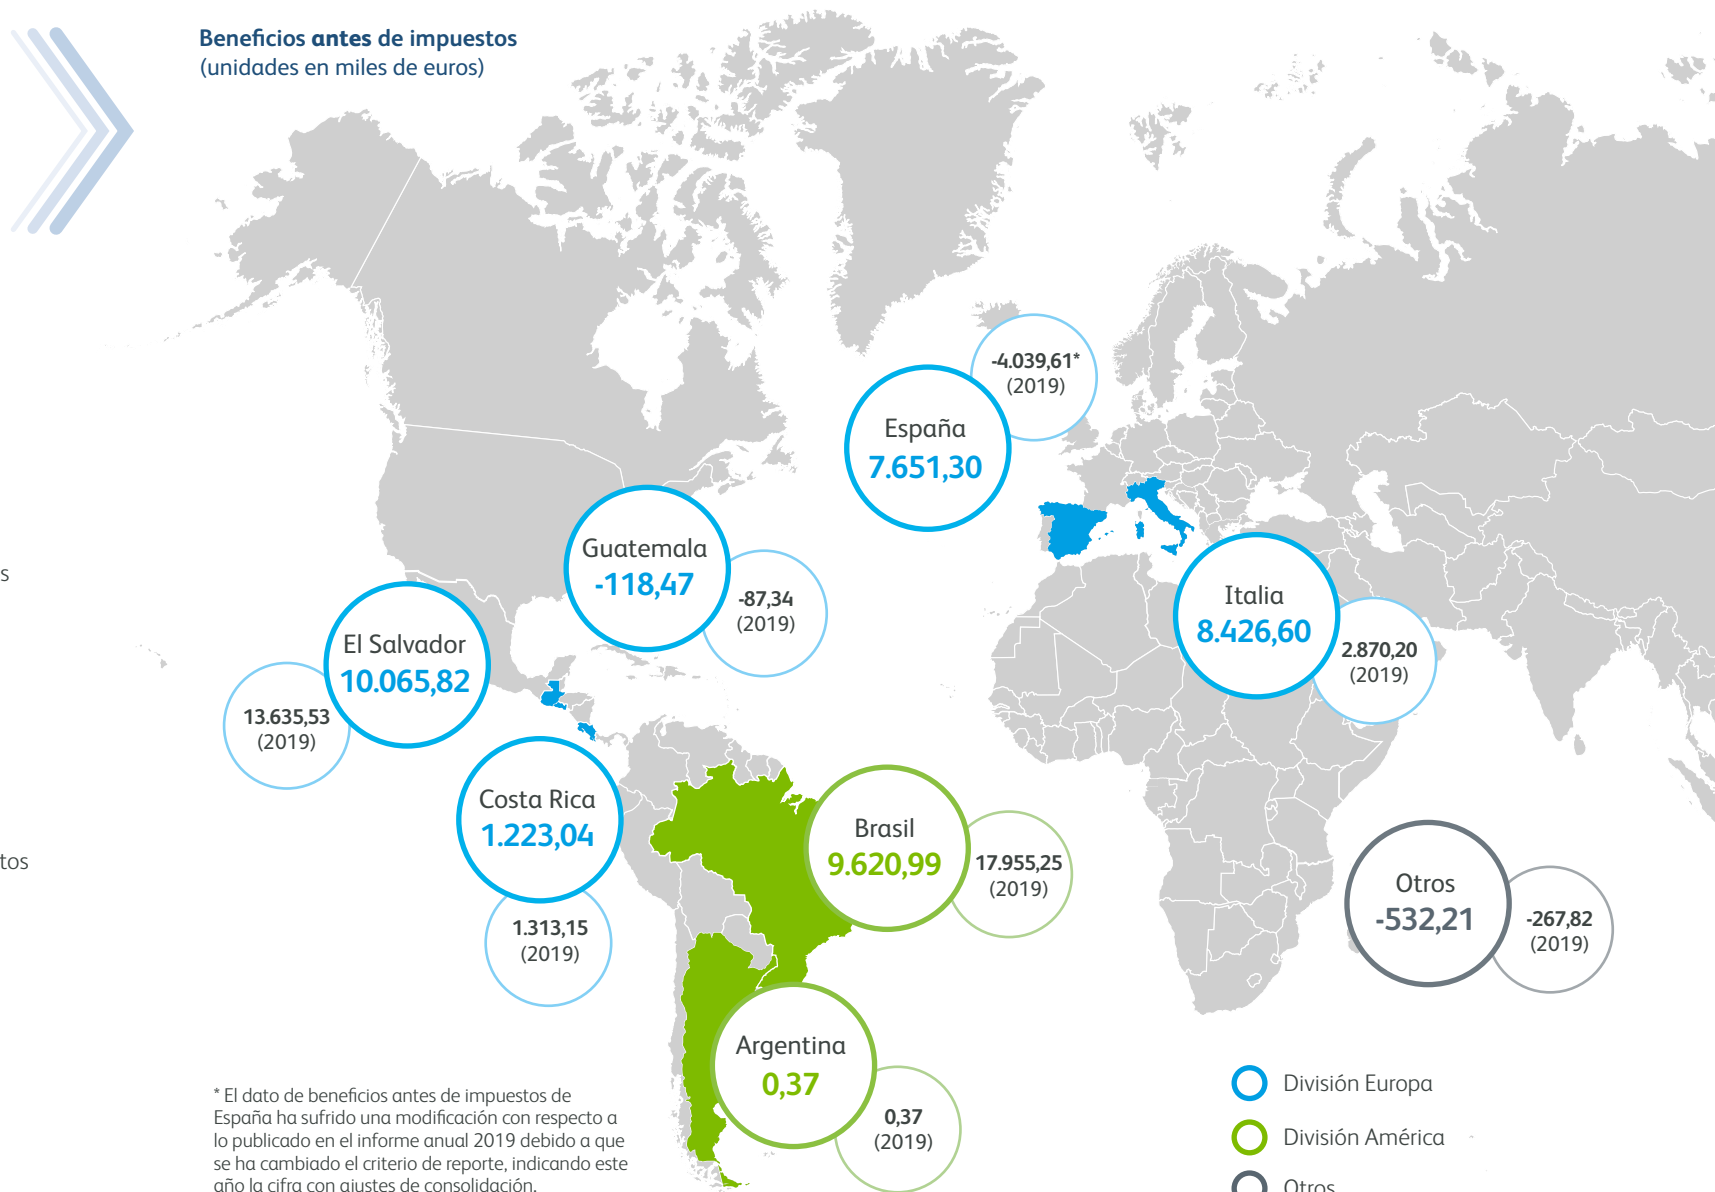 Beneficios antes de impuestos
(unidades en miles de euros)
-4.039,61*
(2019)
España
7.651,30
Guatemala
-118,47
-87,34
(2019)
s
Italia
8.426,60
2.870,20
(2019)
El Salvador
10.065,82
13.635,53
(2019)
Costa Rica
1.223,04
1.313,15
(2019)
Brasil
9.620,99
17.955,25
(2019)
tos
Otros
-532,21
-267,82
(2019)
Argentina
0,37
0,37
(2019)
* El dato de beneficios antes de impuestos de
España ha sufrido una modificación con respecto a
lo publicado en el informe anual 2019 debido a que
se ha cambiado el criterio de reporte, indicando este
año la cifra con ajustes de consolidación.
División Europa
División América
Otros